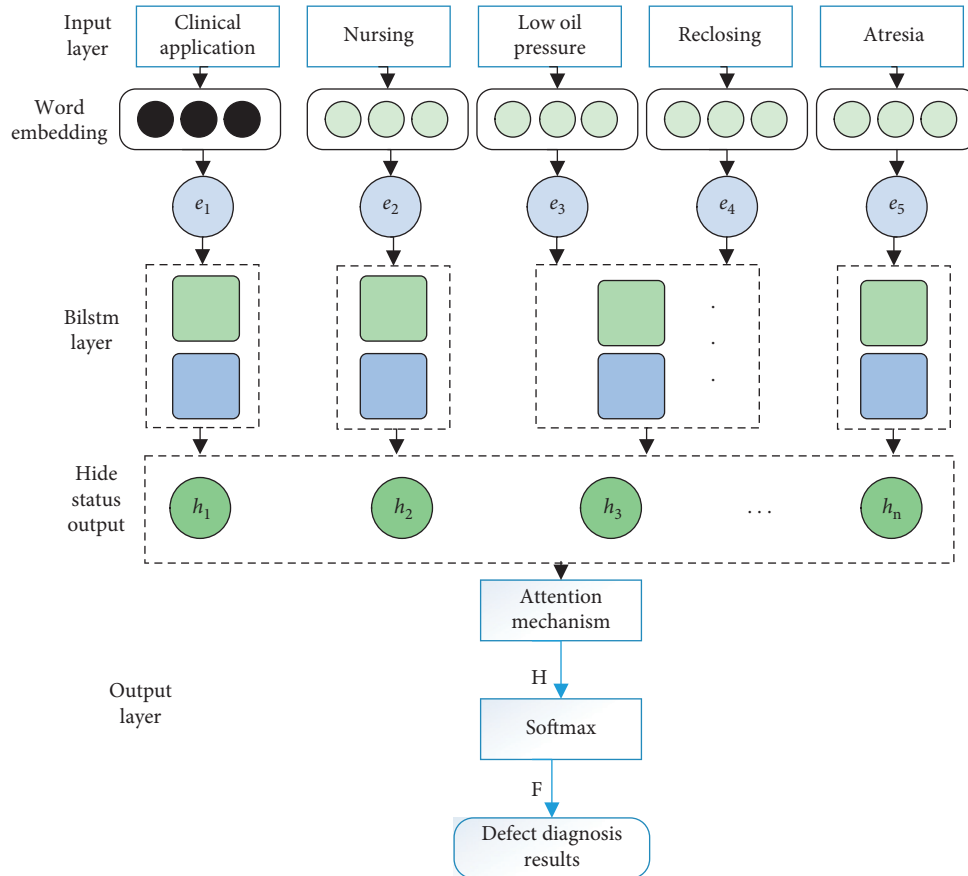 Input
layer
Clinical
application
Nursing
Low oil
pressure
Reclosing
Atresia
Word
embedding
e1
e2
e3
e4
e5
Bilstm
layer
Hide
status
output
h1
h2
h3
. . .
hn
Attention
mechanism
H
Output
layer
Softmax
F
Defect diagnosis
results